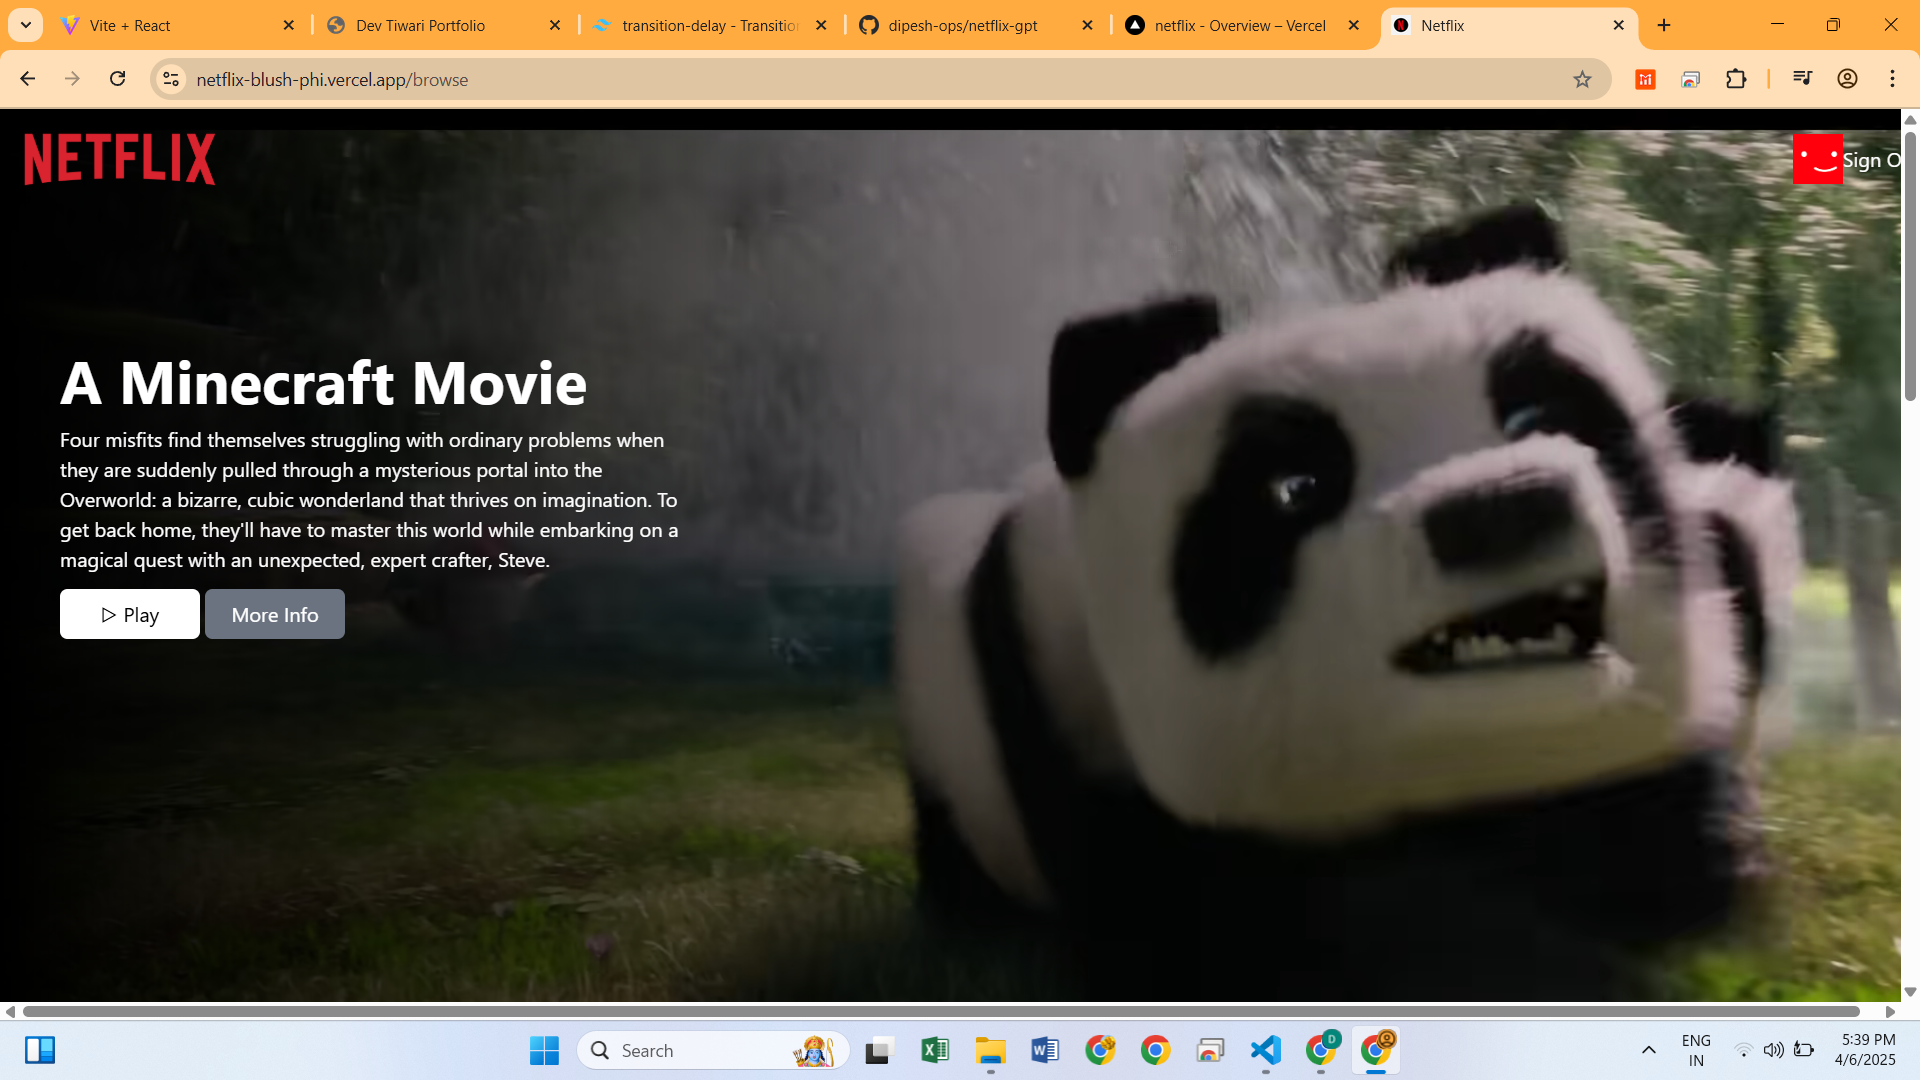 Vite + React
Dev Tiwari Portfolio
transition-delay - Transition
dipesh-ops/netflix-gpt
netflix - Overview – Vercel
Netflix
netflix-blush-phi.vercel.app/browse
NETFLIX
Sign O
A Minecraft Movie
Four misfits find themselves struggling with ordinary problems when
they are suddenly pulled through a mysterious portal into the
Overworld: a bizarre, cubic wonderland that thrives on imagination. To
get back home, they'll have to master this world while embarking on a
magical quest with an unexpected, expert crafter, Steve.
Play
More Info
Search
D
ENG
IN
5:39 PM
4/6/2025